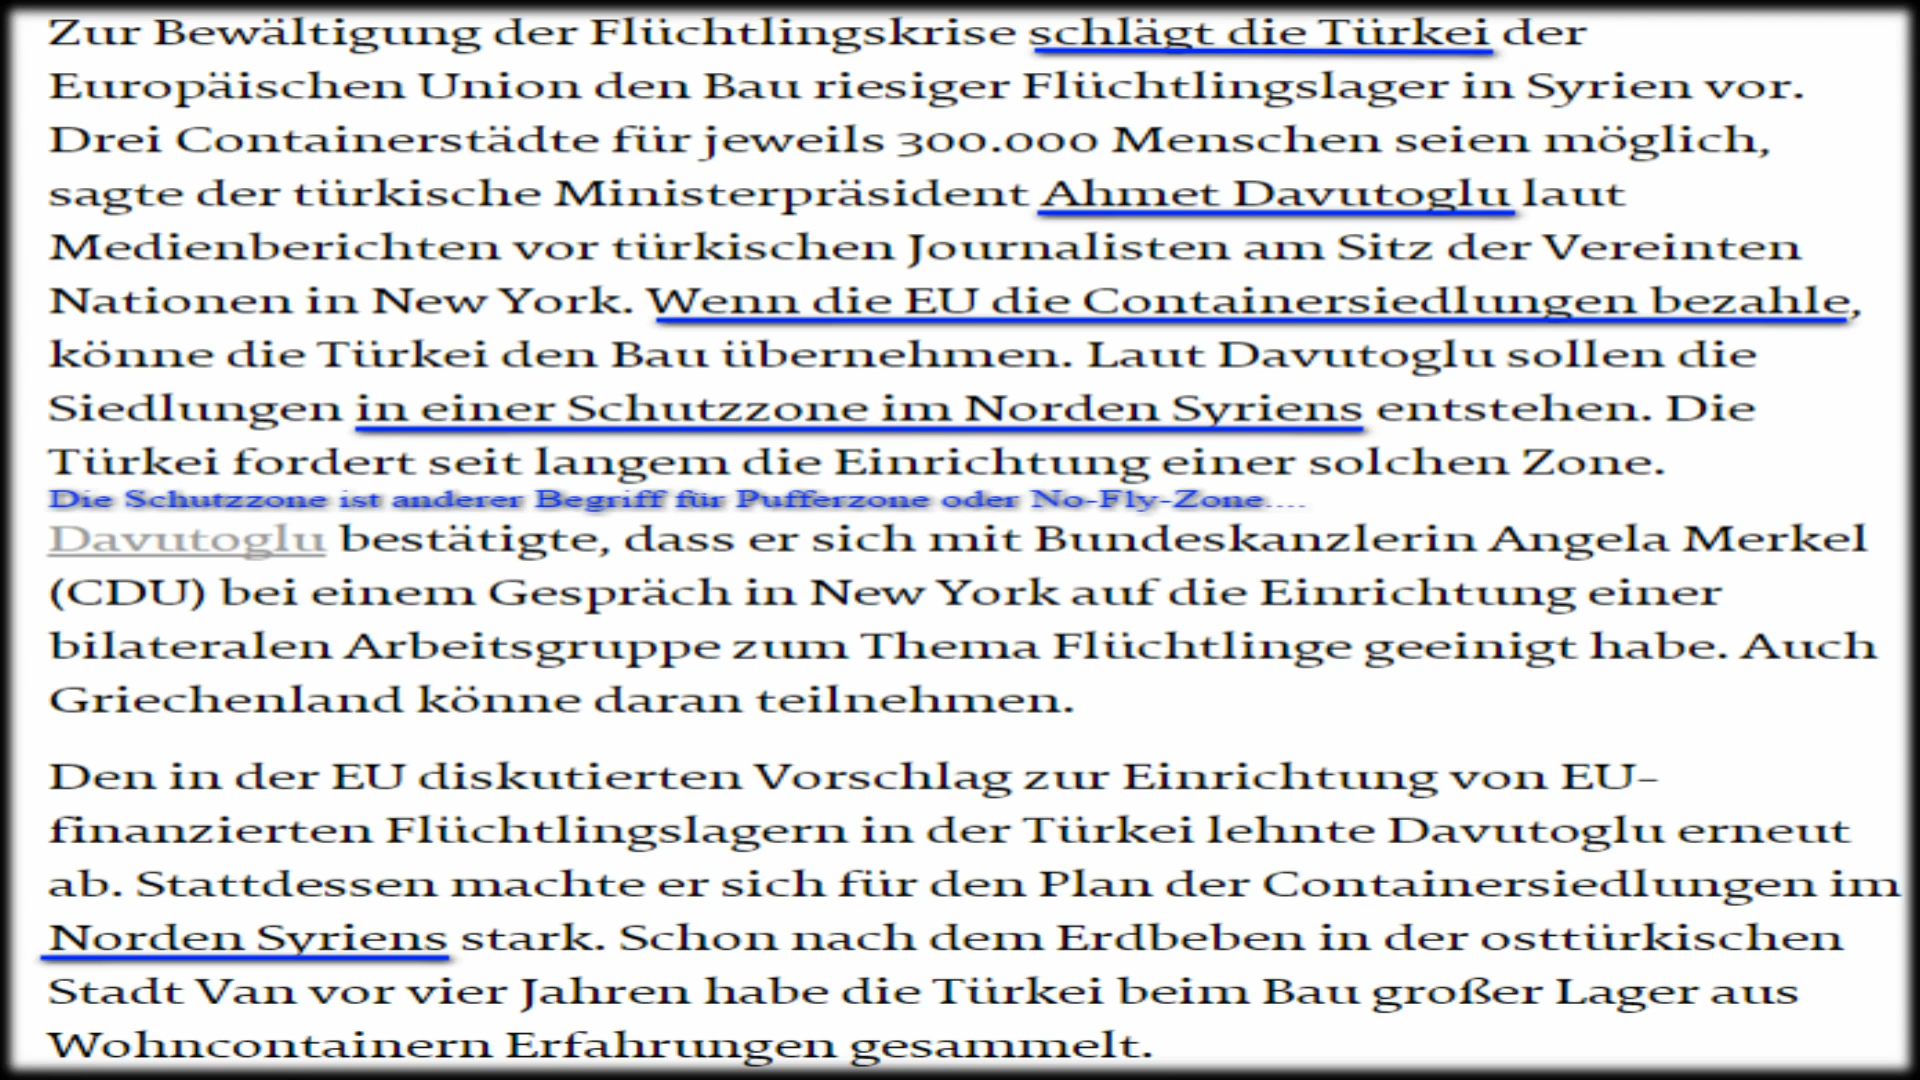 Zur Bewältigung der Flüchtlingskrise schlägt die Türkei der
Europäischen Union den Bau riesiger Flüchtlingslager in Syrien vor.
Drei Containerstädte für jeweils 300.000 Menschen seien möglich,
sagte der türkische Ministerpräsident Ahmet Davutoglu laut
Medienberichten vor türkischen Journalisten am Sitz der Vereinten
Nationen in New York. Wenn die EU die Containersiedlungen bezahle,
könne die Türkei den Bau übernehmen. Laut Davutoglu sollen die
Siedlungen in einer Schutzzone im Norden Syriens entstehen. Die
Türkei fordert seit langem die Einrichtung einer solchen Zone.
Die Schutzzone ist anderer Begriff für Pufferzone oder No-Fly-Zone....
Davutoglu bestätigte, dass er sich mit Bundeskanzlerin Angela Merkel
(CDU) bei einem Gespräch in New York auf die Einrichtung einer
bilateralen Arbeitsgruppe zum Thema Flüchtlinge geeinigt habe. Auch
Griechenland könne daran teilnehmen.
Den in der EU diskutierten Vorschlag zur Einrichtung von EU-
finanzierten Flüchtlingslagern in der Türkei lehnte Davutoglu erneut
ab. Stattdessen machte er sich für den Plan der Containersiedlungen im
Norden Syriens stark. Schon nach dem Erdbeben in der osttürkischen
Stadt Van vor vier Jahren habe die Türkei beim Bau großer Lager aus
Wohncontainern Erfahrungen gesammelt.